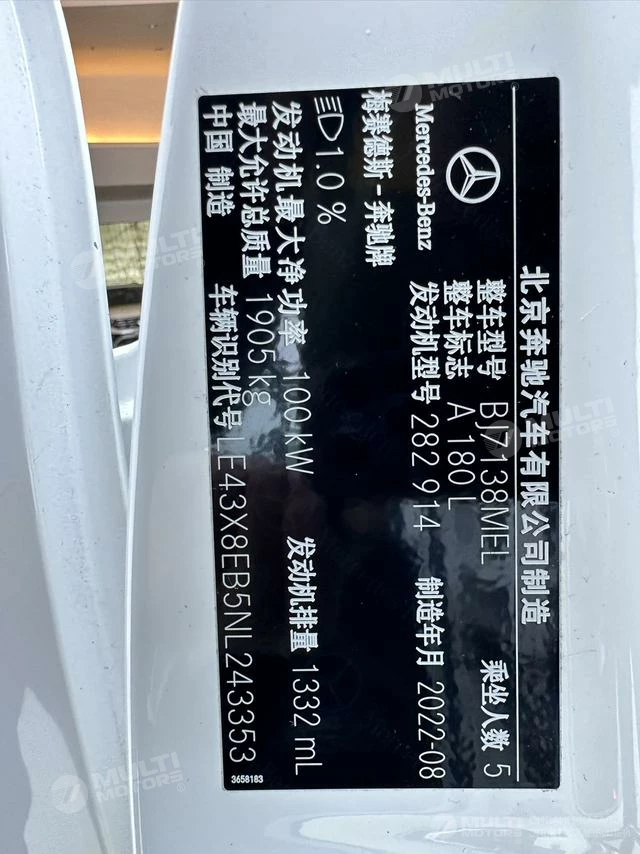 北京奔驰汽车有限公司制造
Mercedes-Benz
梅赛德斯-奔驰牌
整车型号 BJ7138MEL 乘坐人数 5
整车标志 A 180 L
发动机型号 282 914 制造年月 2022-08
1.0 %
发动机最大净功率 100 kW 发动机排量 1332 mL
最大允许总质量 1905 kg
中国 制造 车辆识别代号 LE43X8EB5NL243353
3658183
MULTI
MOTORS